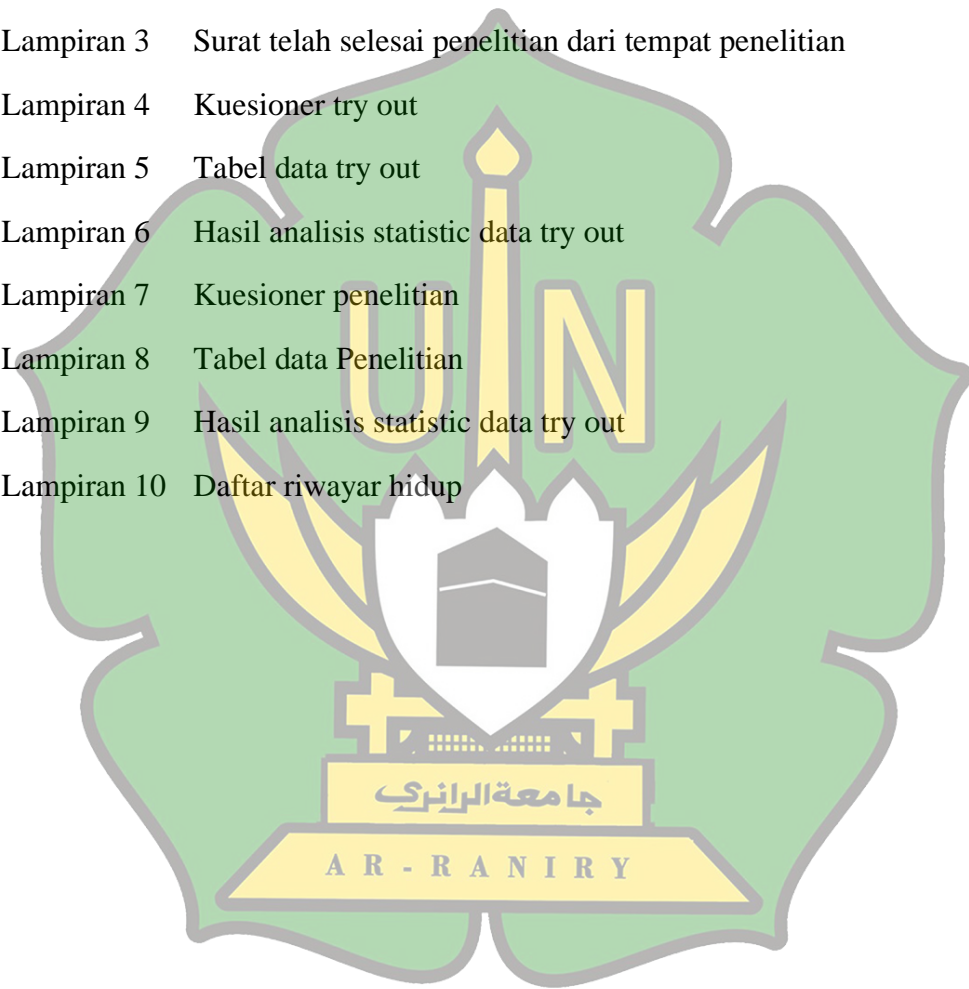 Lampiran 3 Surat telah selesai penelitian dari tempat penelitian
Lampiran 4 Kuesioner try out
Lampiran 5 Tabel data try out
Lampiran 6 Hasil analisis statistic data try out
Lampiran 7 Kuesioner penelitian
Lampiran 8 Tabel data Penelitian
Lampiran 9 Hasil analisis statistic data try out
Lampiran 10 Daftar riwayar hidup
U N
جامعة الرانري
AR-RANIRY